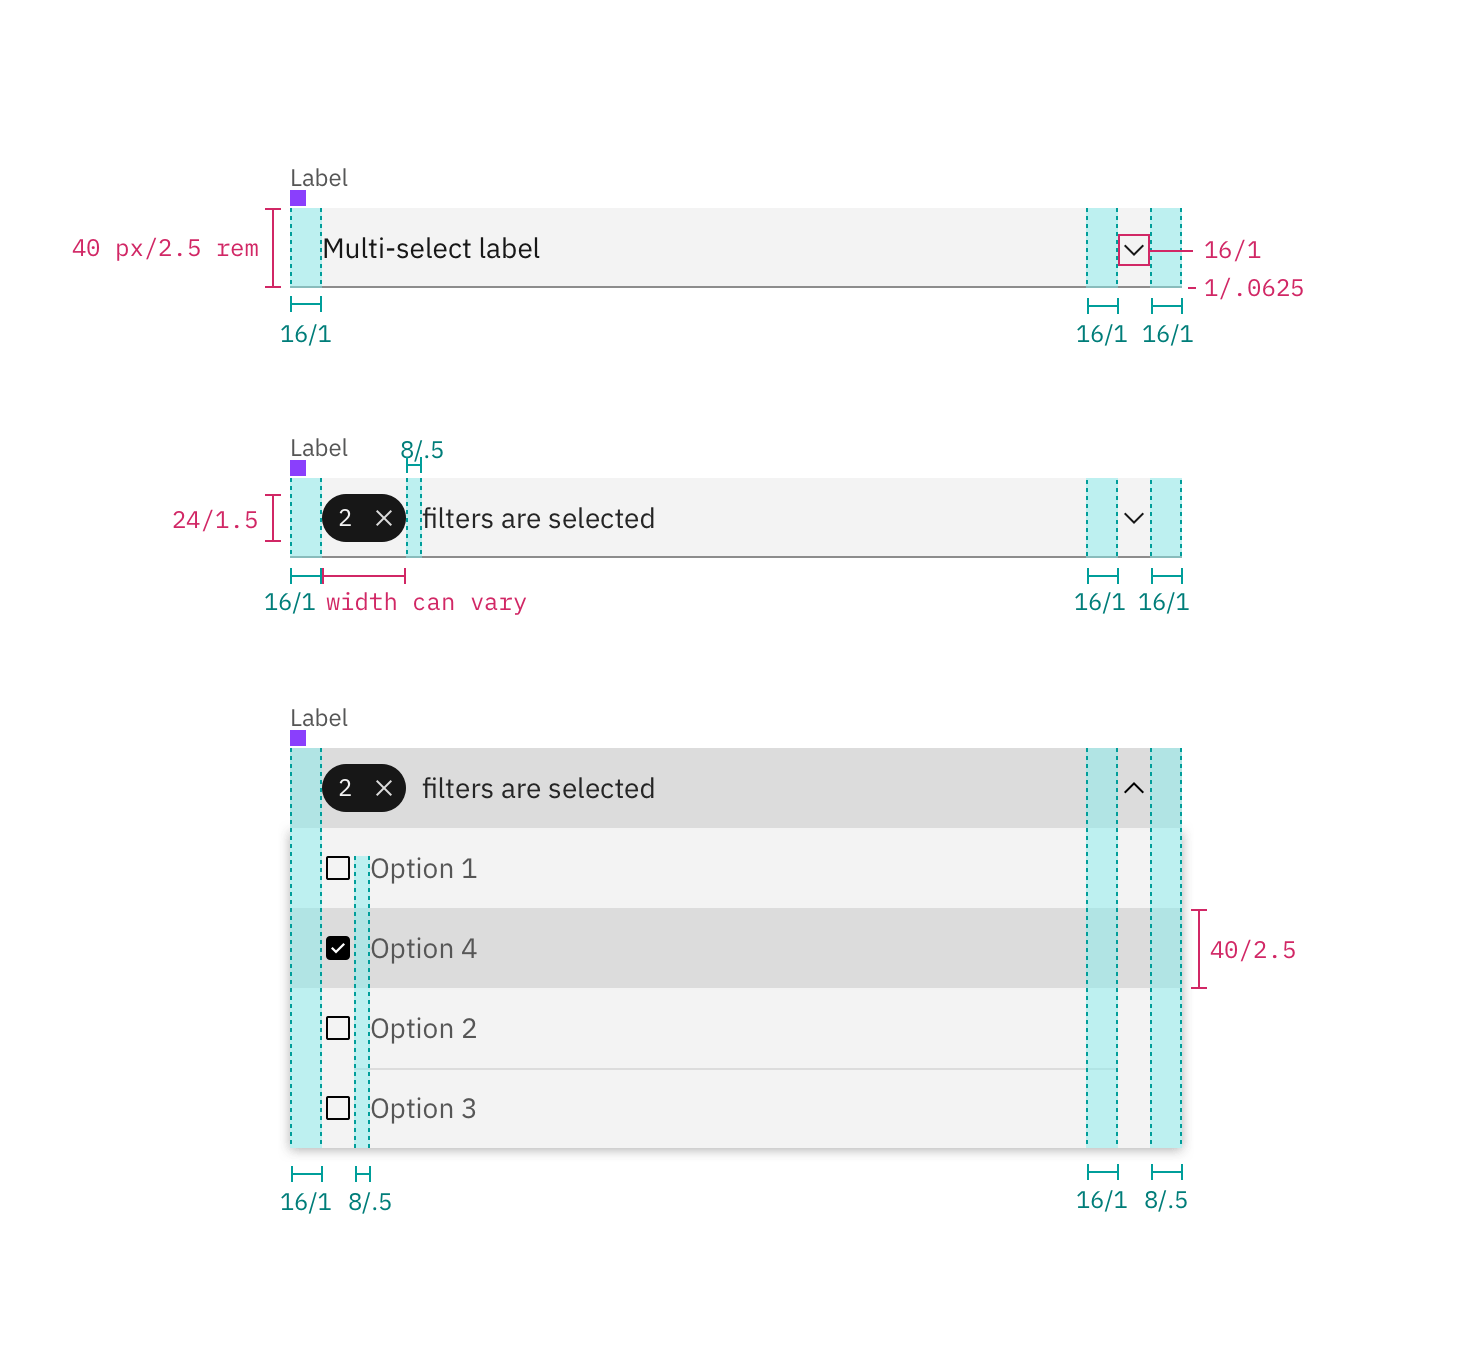 Label
40 px/2.5 rem
Multi-select label
16/1
1/.0625
16/1
16/1
16/1
Label
8/.5
24/1.5
2
filters are selected
16/1
width can vary
16/1
16/1
Label
2
filters are selected
Option 1
Option 4
40/2.5
Option 2
Option 3
16/1
8/.5
16/1
8/.5